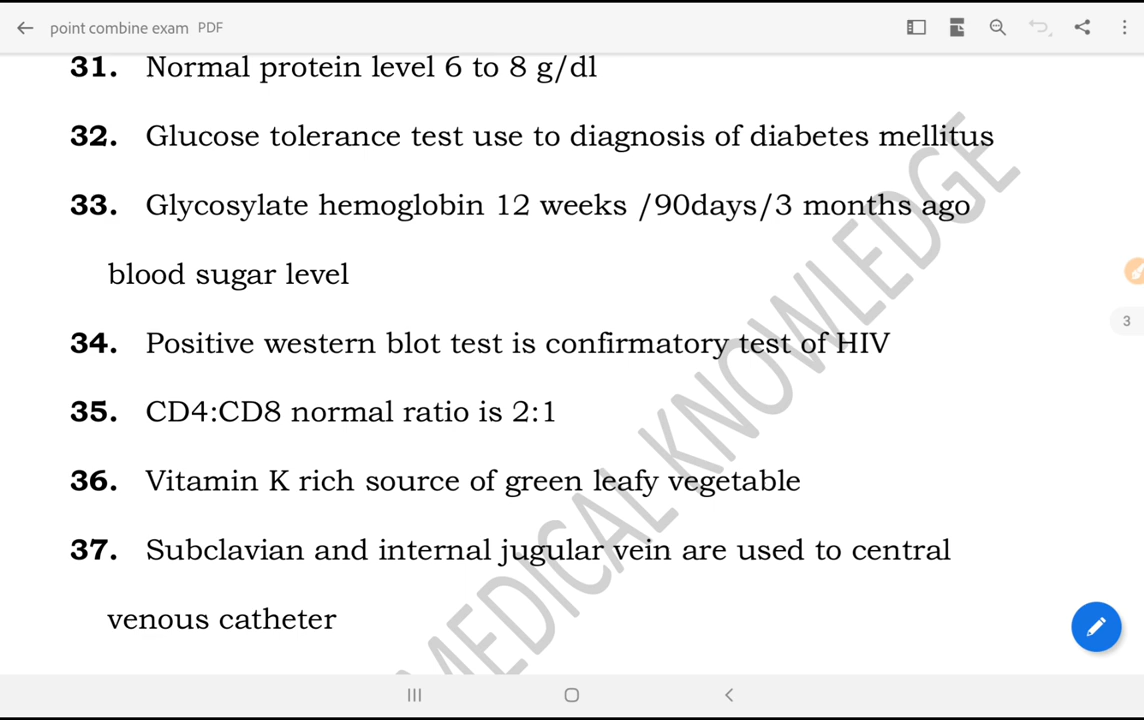 point combine exam PDF
31. Normal protein level 6 to 8 g/dl
32. Glucose tolerance test use to diagnosis of diabetes mellitus
33. Glycosylate hemoglobin 12 weeks /90days/3 months ago
blood sugar level
3
34. Positive western blot test is confirmatory test of HIV
35. CD4:CD8 normal ratio is 2:1
36. Vitamin K rich source of green leafy vegetable
37. Subclavian and internal jugular vein are used to central
venous catheter
MEDICAL KNOWLEDGE